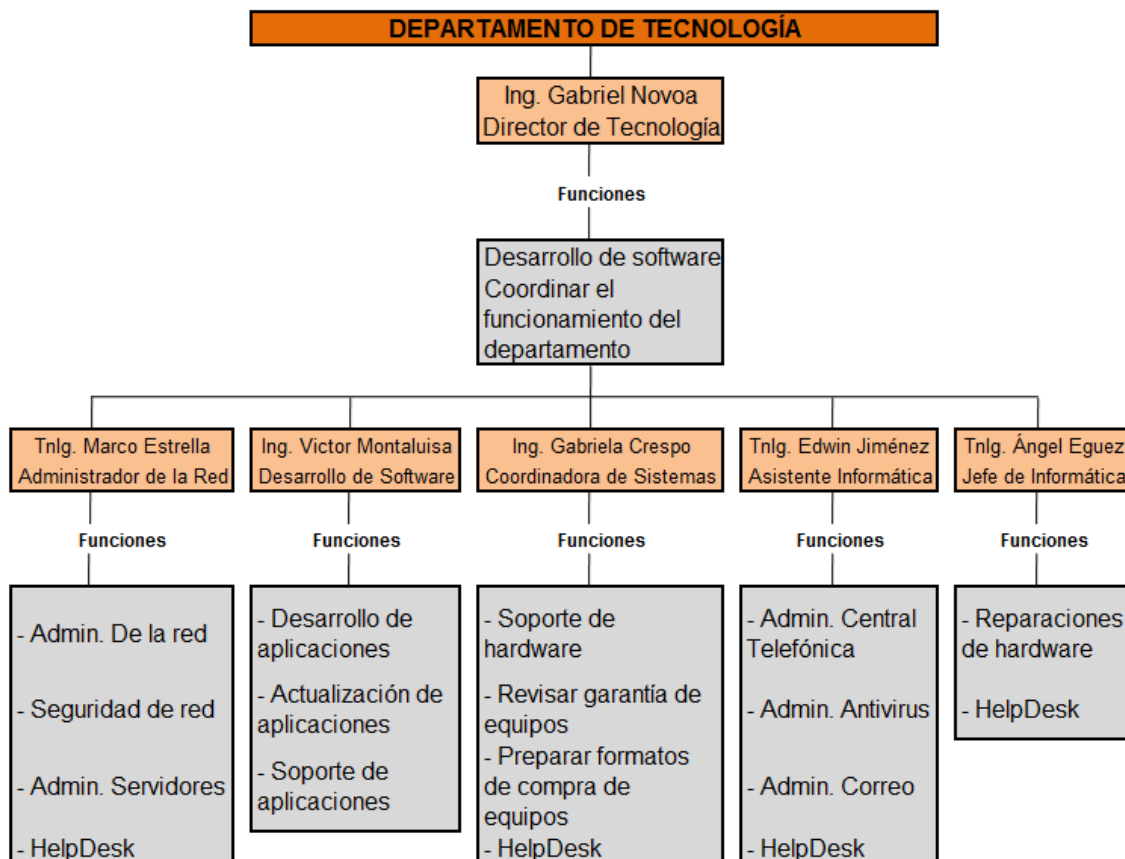 DEPARTAMENTO DE TECNOLOGÍA
Ing. Gabriel Novoa
Director de Tecnología
Funciones
Desarrollo de software
Coordinar el
funcionamiento del
departamento
Tnlg. Marco Estrella
Administrador de la Red
Funciones
- Admin. De la red
- Seguridad de red
- Admin. Servidores
- HelpDesk
Ing. Victor Montaluisa
Desarrollo de Software
Funciones
- Desarrollo de
aplicaciones
- Actualización de
aplicaciones
- Soporte de
aplicaciones
Ing. Gabriela Crespo
Coordinadora de Sistemas
Funciones
- Soporte de
hardware
- Revisar garantía de
equipos
- Preparar formatos
de compra de
equipos
- HelpDesk
Tnlg. Edwin Jiménez
Asistente Informática
Funciones
- Admin. Central
Telefónica
- Admin. Antivirus
- Admin. Correo
- HelpDesk
Tnlg. Ángel Eguez
Jefe de Informática
Funciones
- Reparaciones
de hardware
- HelpDesk